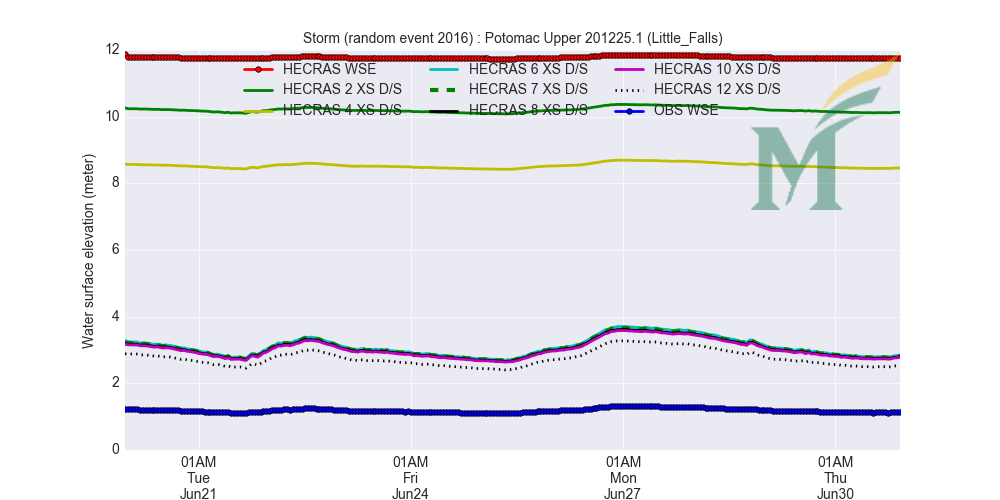 Storm (random event 2016) : Potomac Upper 201225.1 (Little_Falls)
12
10
8
6
4
2
0
Water surface elevation (meter)
HECRAS WSE
HECRAS 2 XS D/S
HECRAS 4 XS D/S
HECRAS 6 XS D/S
HECRAS 7 XS D/S
HECRAS 8 XS D/S
HECRAS 10 XS D/S
HECRAS 12 XS D/S
OBS WSE
M
01AM
Tue
Jun21
01AM
Fri
Jun24
01AM
Mon
Jun27
01AM
Thu
Jun30